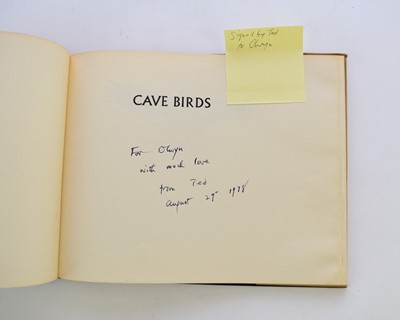 Signed by Ted
to Olwyn
CAVE BIRDS
For Olwyn
with much love
from Ted
August 29th 1978